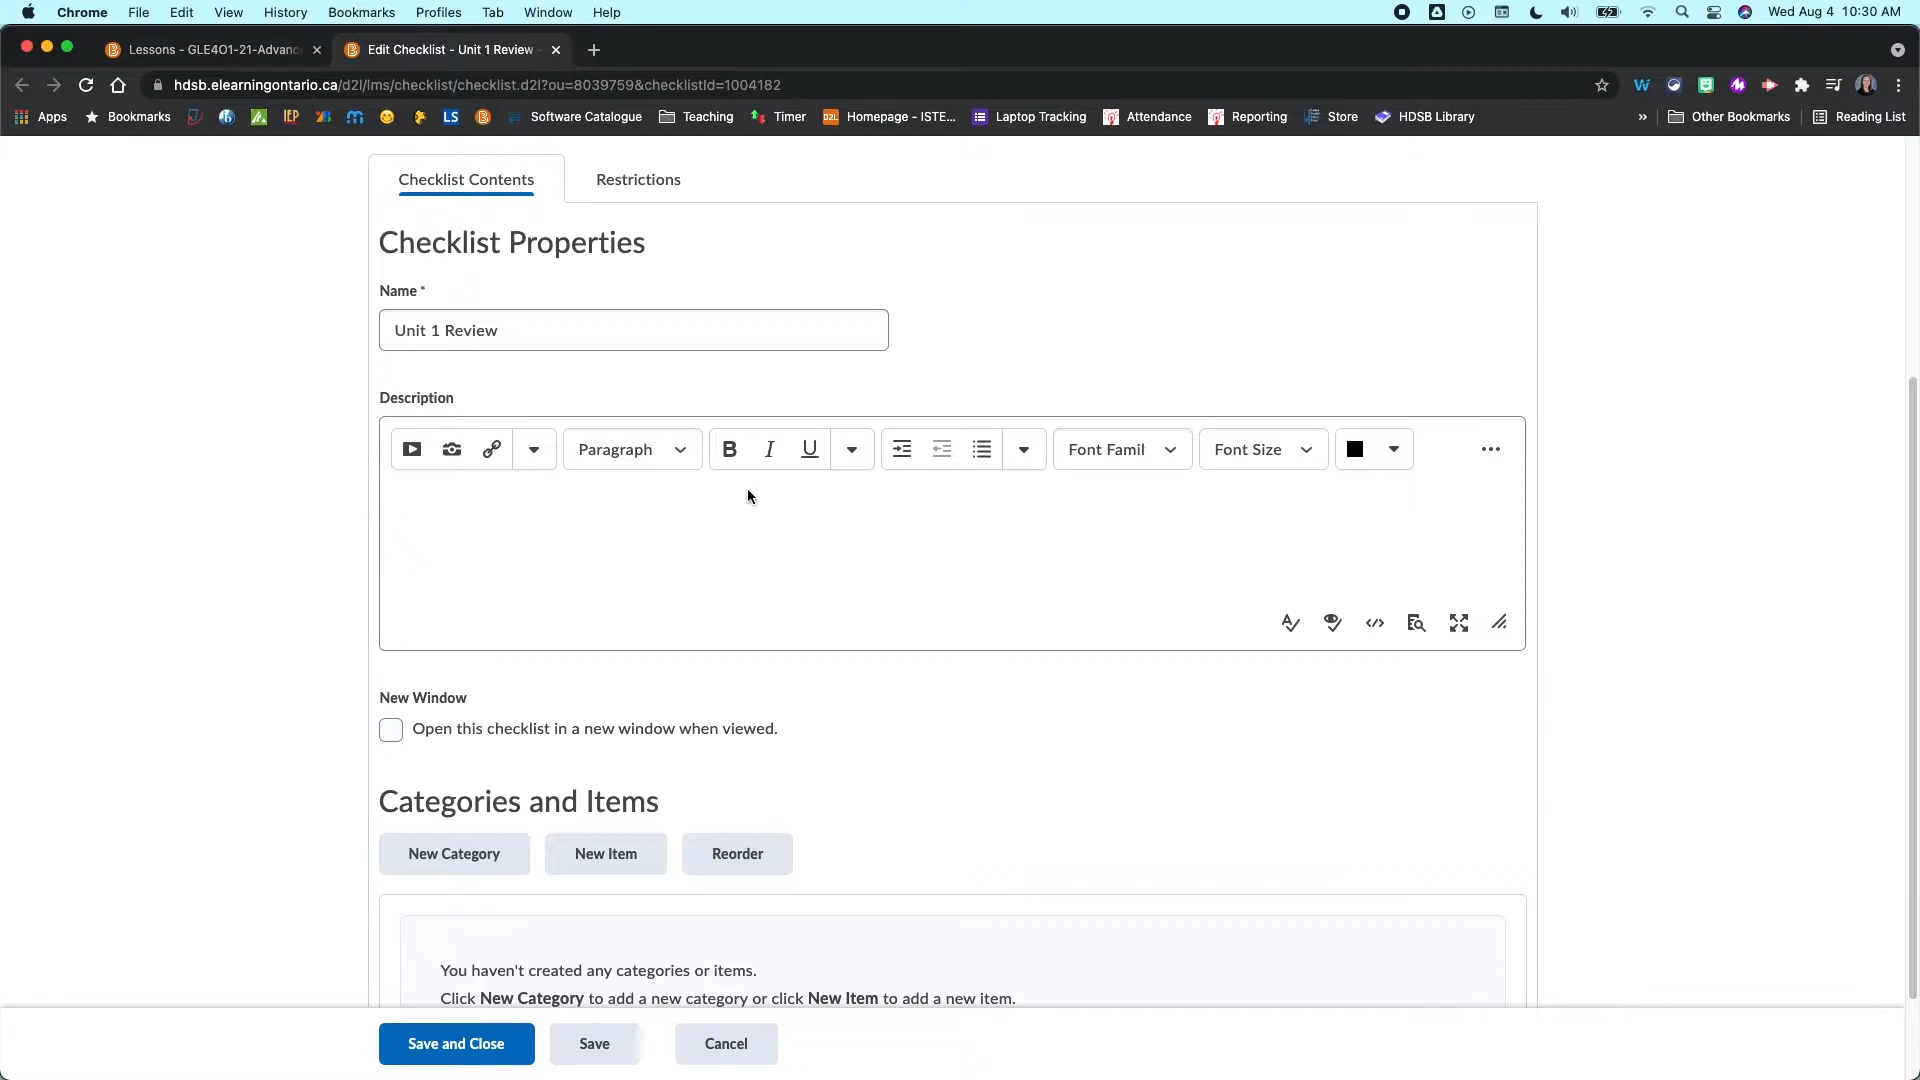 Chrome File Edit View History Bookmarks Profiles Tab Window Help Wed Aug 4 10:30 AM
Lessons - GLE4O1-21-Advanc Edit Checklist - Unit 1 Review -
hdsb.elearningontario.ca/d2l/lms/checklist/checklist.d2l?ou=8039759&checklistId=1004182
Apps Bookmarks IEP LS Software Catalogue Teaching Timer D2L Homepage - ISTE... Laptop Tracking Attendance Reporting Store HDSB Library » Other Bookmarks Reading List
Checklist Contents Restrictions
Checklist Properties
Name *
Unit 1 Review
Description
Paragraph B I U Font Famil Font Size
New Window
Open this checklist in a new window when viewed.
Categories and Items
New Category New Item Reorder
You haven't created any categories or items.
Click New Category to add a new category or click New Item to add a new item.
Save and Close Save Cancel